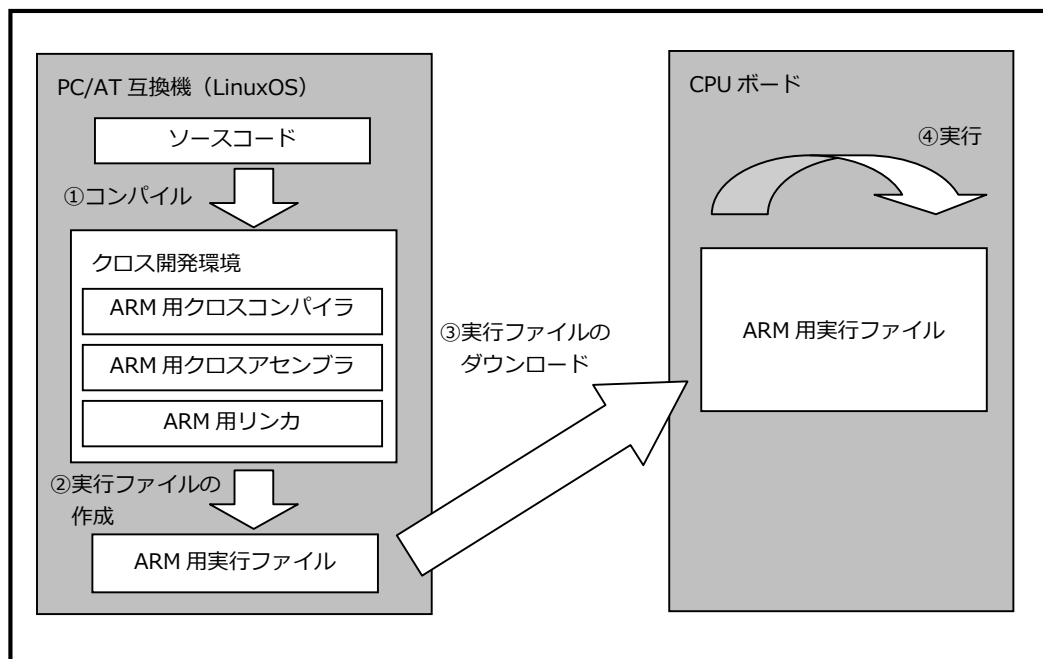 PC/AT 互換機（LinuxOS）
ソースコード
①コンパイル
クロス開発環境
ARM 用クロスコンパイラ
ARM 用クロスアセンブラ
ARM 用リンカ
②実行ファイルの
作成
ARM 用実行ファイル
③実行ファイルの
ダウンロード
CPU ボード
④実行
ARM 用実行ファイル